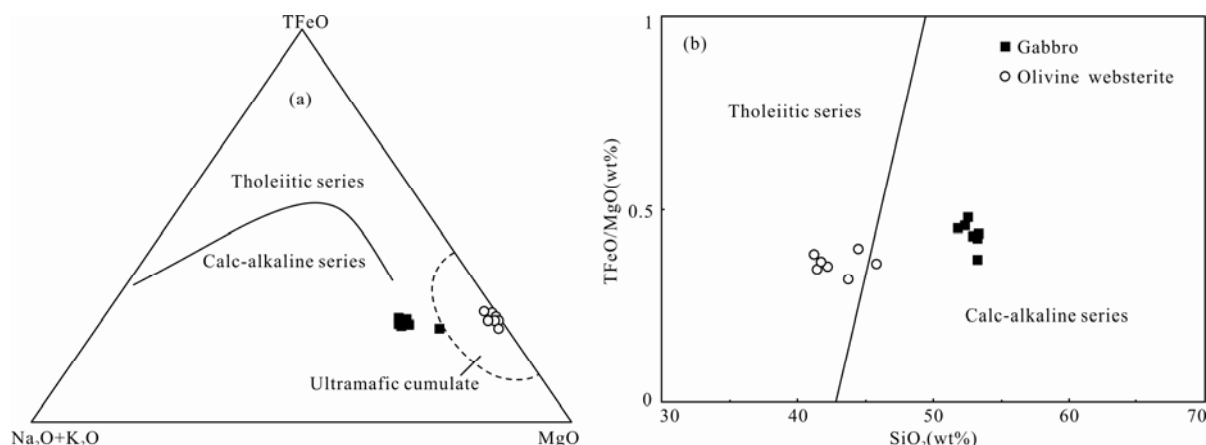 TFeO
(a)
Tholeiitic series
Calc-alkaline series
Ultramafic cumulate
Na₂O+K₂O
MgO
1
(b)
Gabbro
Olivine websterite
Tholeiitic series
TFeO/MgO(wt%)
0.5
Calc-alkaline series
0
30
40
50
60
70
SiO₂(wt%)